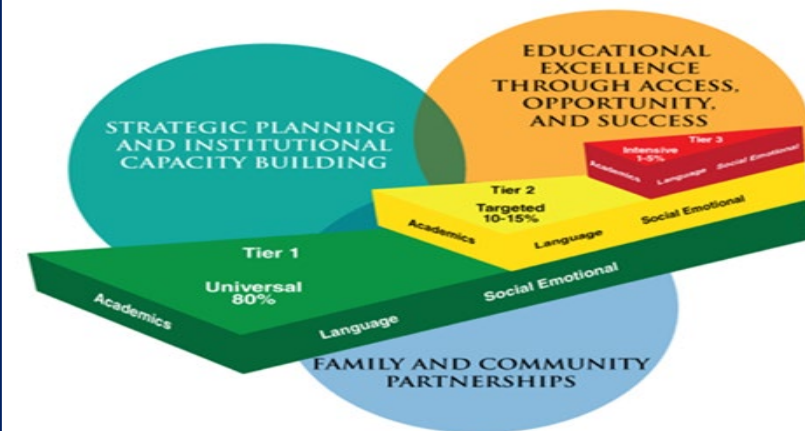 STRATEGIC PLANNING
AND INSTITUTIONAL
CAPACITY BUILDING
EDUCATIONAL
EXCELLENCE
THROUGH ACCESS,
OPPORTUNITY,
AND SUCCESS
Tier 3
Intensive
1-5%
Academics
Language
Social Emotional
Tier 2
Targeted
10-15%
Academics
Language
Social Emotional
Tier 1
Universal
80%
Academics
Language
Social Emotional
FAMILY AND COMMUNITY
PARTNERSHIPS